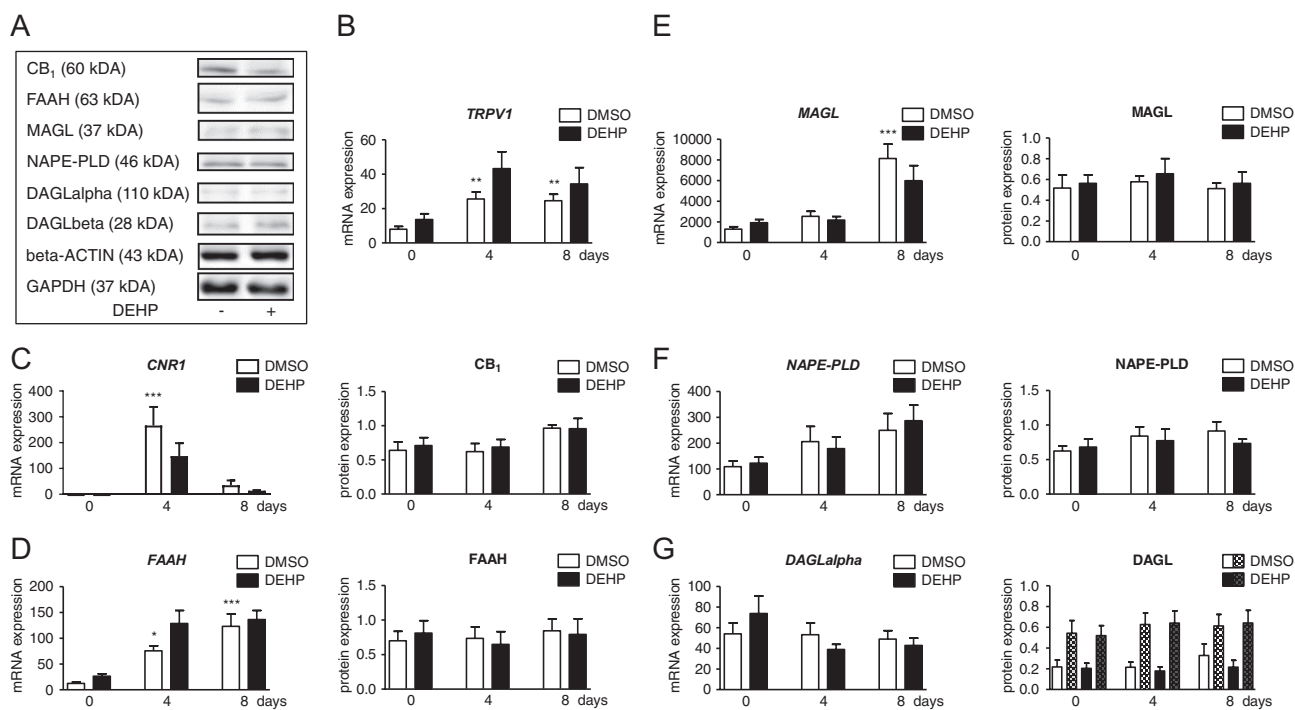 A
CB1 (60 kDA)
FAAH (63 kDA)
MAGL (37 kDA)
NAPE-PLD (46 kDA)
DAGLalpha (110 kDA)
DAGLbeta (28 kDA)
beta-ACTIN (43 kDA)
GAPDH (37 kDA)
DEHP - +
B
TRPV1
DMSO
DEHP
mRNA expression
60
40
20
0
** **
0 4 8 days
E
MAGL
DMSO
DEHP
mRNA expression
10000
8000
6000
4000
2000
0
***
0 4 8 days
MAGL
DMSO
DEHP
protein expression
1.0
0.8
0.6
0.4
0.2
0.0
0 4 8 days
C
CNR1
DMSO
DEHP
mRNA expression
400
300
200
100
0
***
0 4 8 days
CB1
DMSO
DEHP
protein expression
1.5
1.0
0.5
0.0
0 4 8 days
F
NAPE-PLD
DMSO
DEHP
mRNA expression
400
300
200
100
0
0 4 8 days
NAPE-PLD
DMSO
DEHP
protein expression
1.5
1.0
0.5
0.0
0 4 8 days
D
FAAH
DMSO
DEHP
mRNA expression
200
150
100
50
0
* ***
0 4 8 days
FAAH
DMSO
DEHP
protein expression
1.5
1.0
0.5
0.0
0 4 8 days
G
DAGLalpha
DMSO
DEHP
mRNA expression
100
80
60
40
20
0
0 4 8 days
DAGL
DMSO
DEHP
protein expression
1.0
0.8
0.6
0.4
0.2
0.0
0 4 8 days